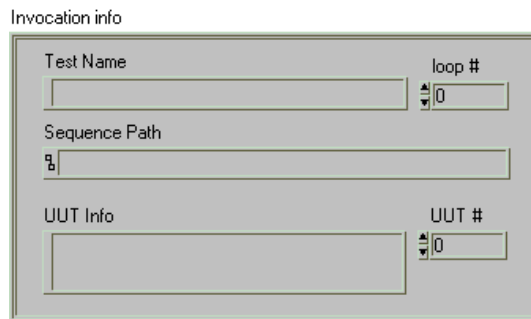 Invocation info
Test Name loop #
0
Sequence Path
UUT Info UUT #
0